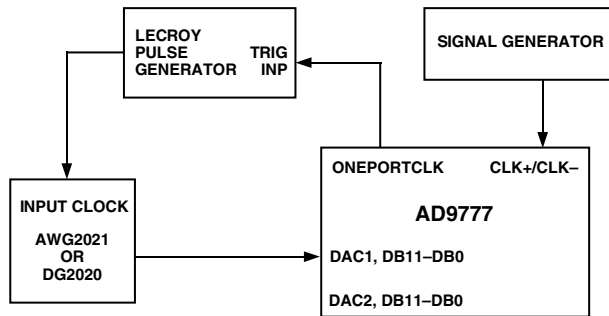 LECROY
PULSE TRIG
GENERATOR INP
SIGNAL GENERATOR
ONEPORTCLK CLK+/CLK–
AD9777
INPUT CLOCK
AWG2021
OR
DG2020
DAC1, DB11–DB0
DAC2, DB11–DB0